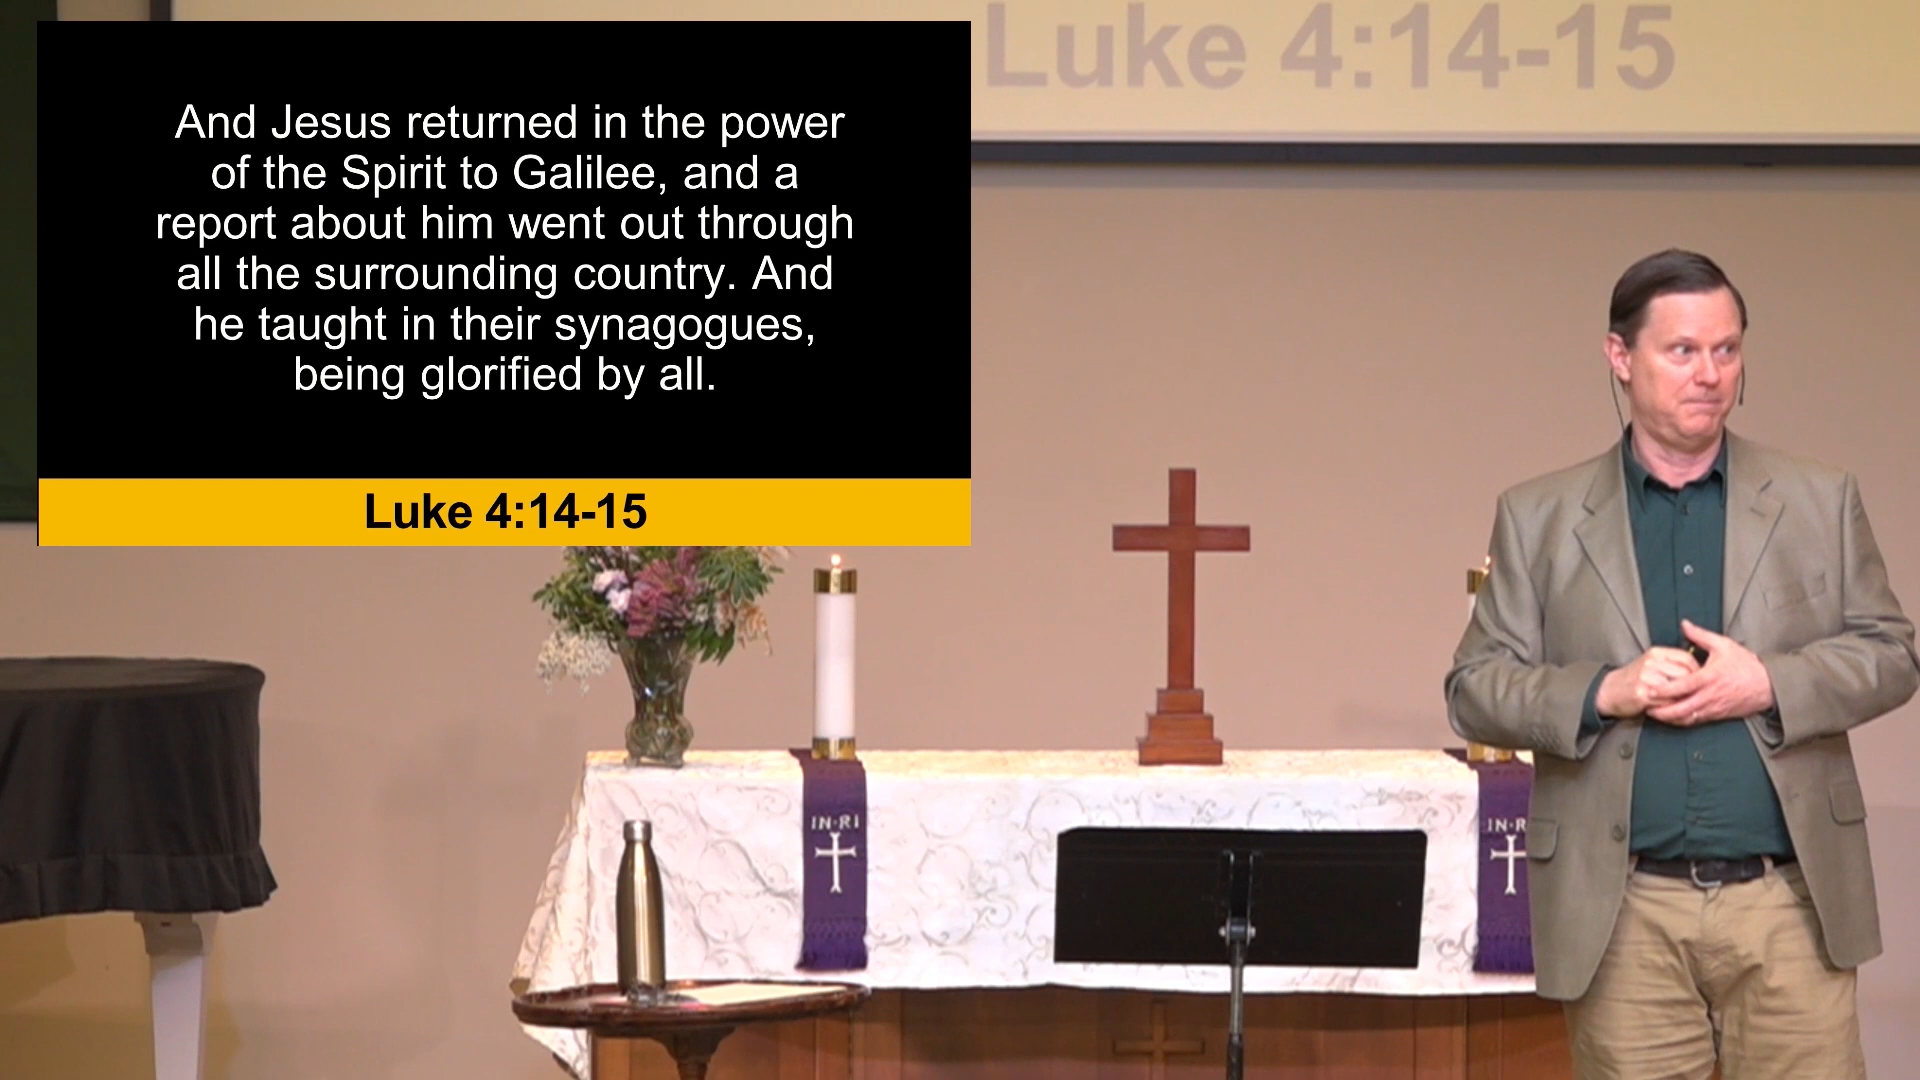 Luke 4:14-15
And Jesus returned in the power
of the Spirit to Galilee, and a
report about him went out through
all the surrounding country. And
he taught in their synagogues,
being glorified by all.
Luke 4:14-15
IN·RI
IN·R